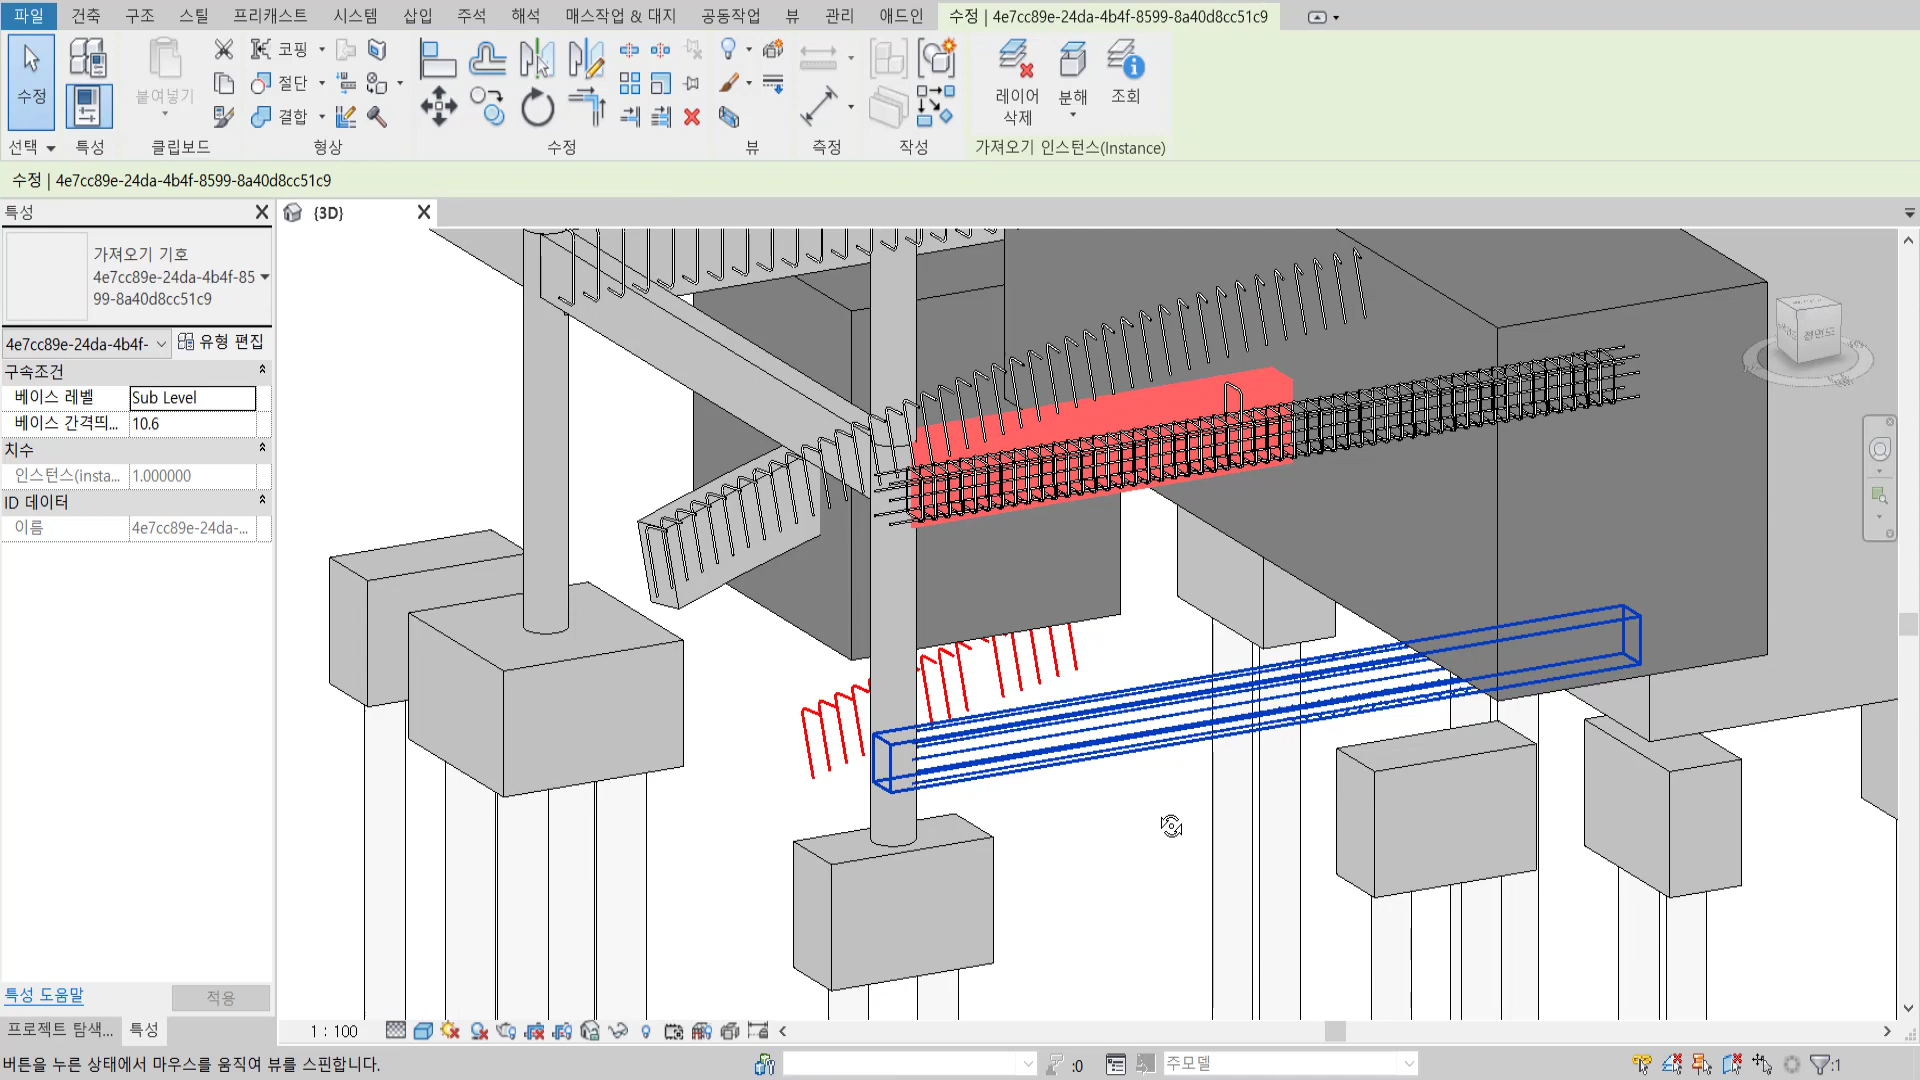 파일 건축 구조 스틸 프리캐스트 시스템 삽입 주석 해석 매스작업 & 대지 공동작업 뷰 관리 애드인 수정 | 4e7cc89e-24da-4b4f-8599-8a40d8cc51c9
수정 붙여넣기 코핑 절단 결합 레이어 삭제 분해 조회
선택 특성 클립보드 형상 수정 뷰 측정 작성 가져오기 인스턴스(Instance)
수정 | 4e7cc89e-24da-4b4f-8599-8a40d8cc51c9
특성
{3D}
가져오기 기호
4e7cc89e-24da-4b4f-85
99-8a40d8cc51c9
4e7cc89e-24da-4b4f- 유형 편집
구속조건
베이스 레벨 Sub Level
베이스 간격띄... 10.6
치수
인스턴스(insta... 1.000000
ID 데이터
이름 4e7cc89e-24da-...
정면도
특성 도움말 적용
프로젝트 탐색... 특성
1 : 100
버튼을 누른 상태에서 마우스를 움직여 뷰를 스핀합니다.
:0 주모델 :1